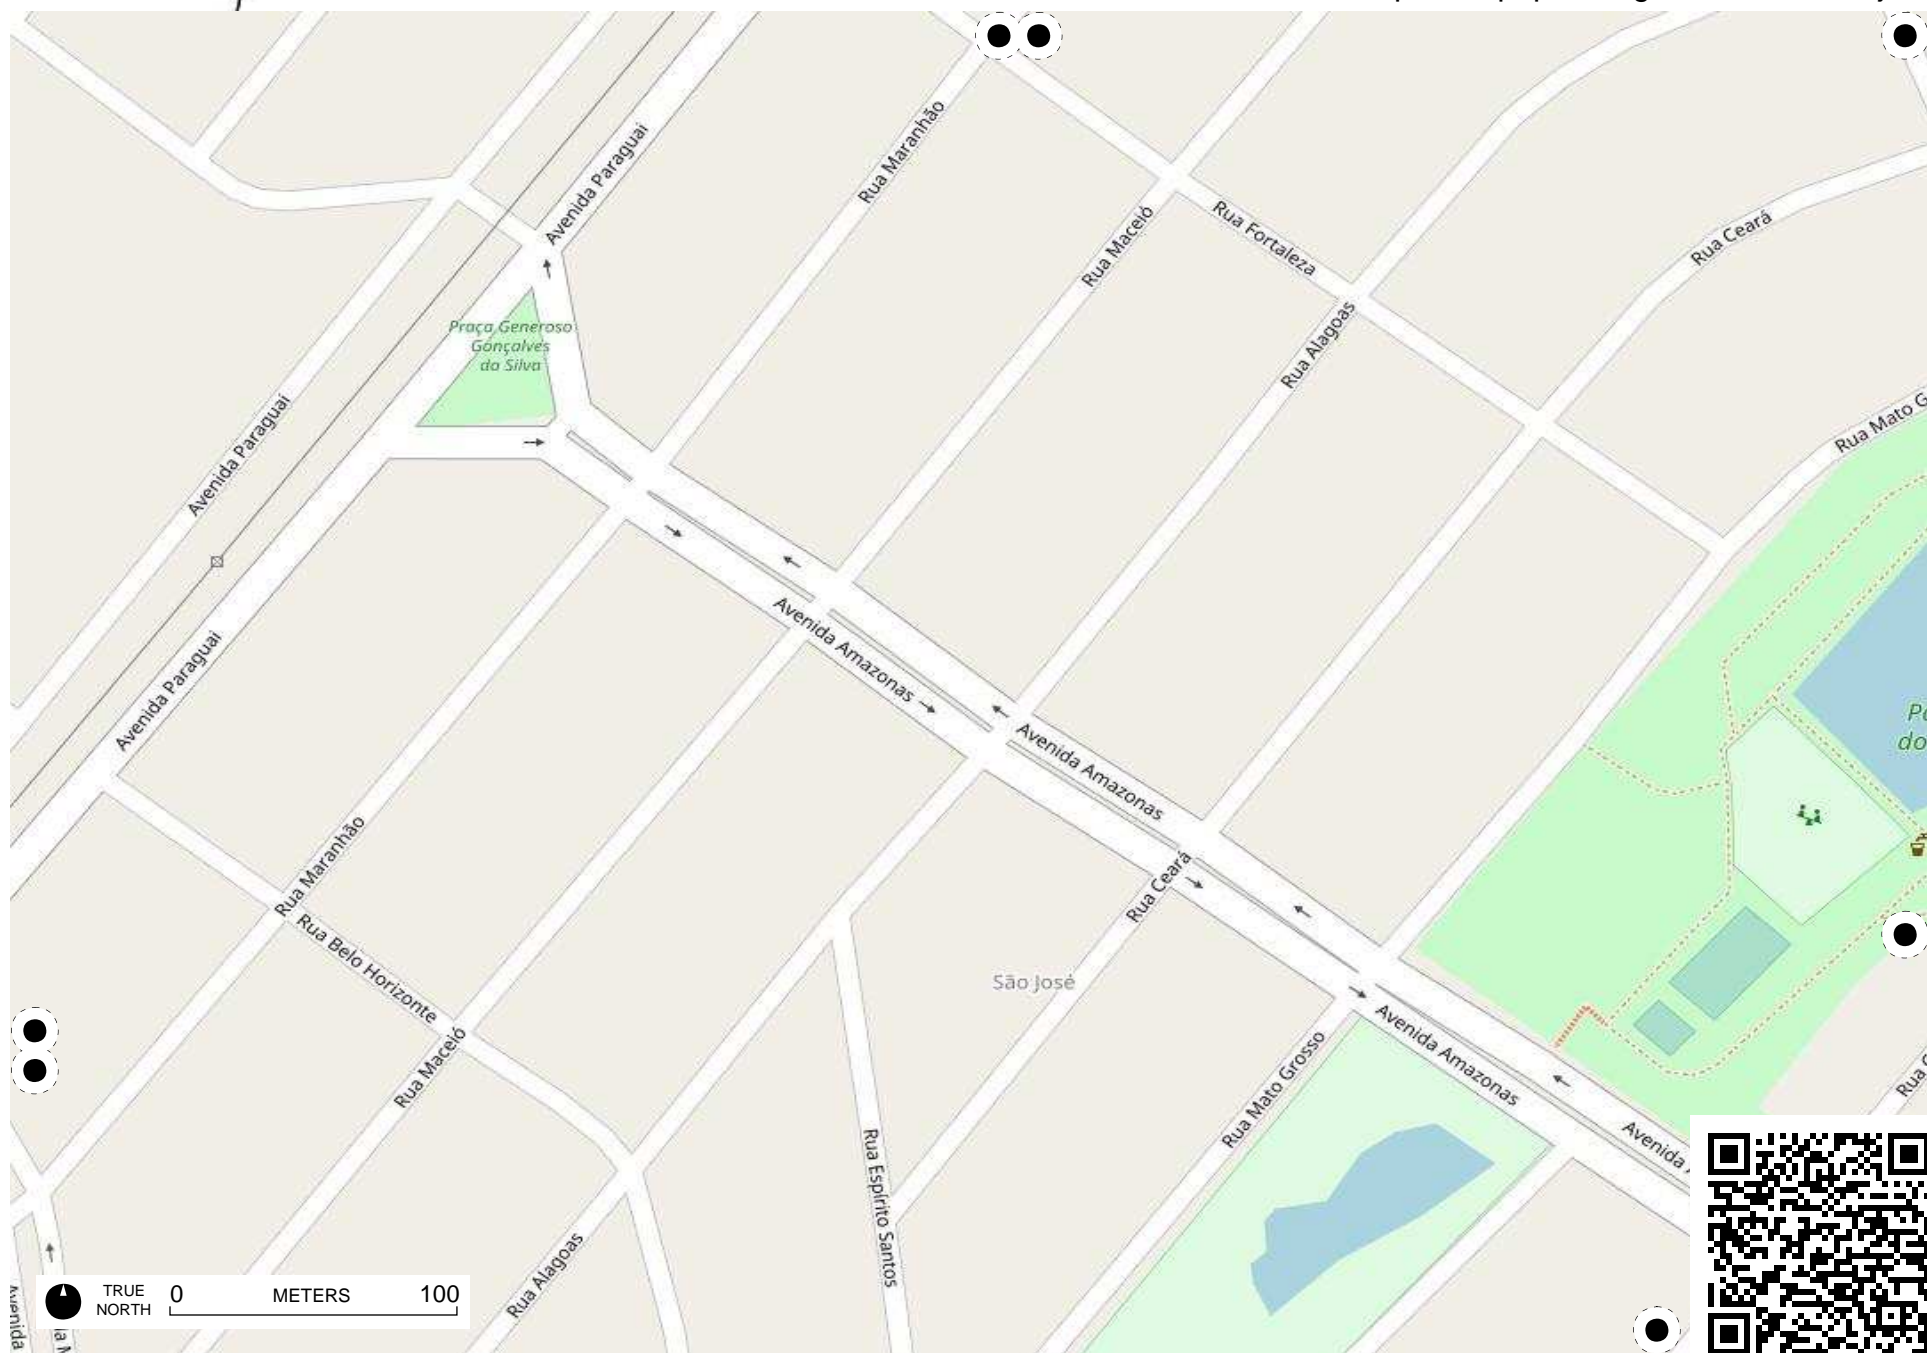 Avenida Paraguai
Rua Maranhão
Rua Maceió
Rua Fortaleza
Rua Ceará
Praça Generoso
Gonçalves
da Silva
Rua Alagoas
Avenida Paraguai
Rua Mato G
Avenida Paraguai
Avenida Amazonas
Avenida Amazonas
Rua Maranhão
Rua Ceará
Rua Belo Horizonte
São José
Avenida Amazonas
Rua Maceió
Rua Mato Grosso
Rua Espírito Santos
Avenida
Rua Alagoas
TRUE
NORTH
0 METERS 100
Avenida